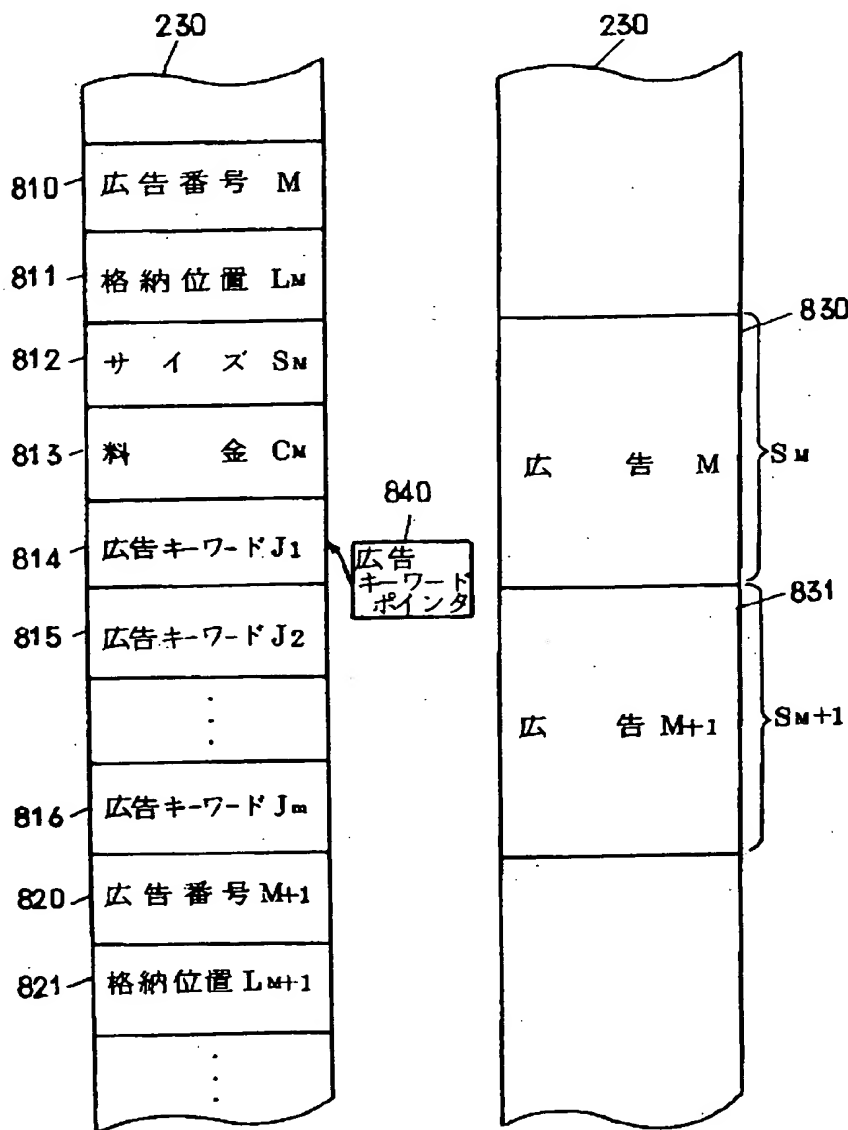 230
810 広告番号 M
811 格納位置 LM
812 サイズ SM
813 料金 CM
814 広告キーワード J1
815 広告キーワード J2
816 広告キーワード Jm
820 広告番号 M+1
821 格納位置 LM+1
840
広告
キーワード
ポインタ
230
830
広告 M
SM
831
広告 M+1
SM+1